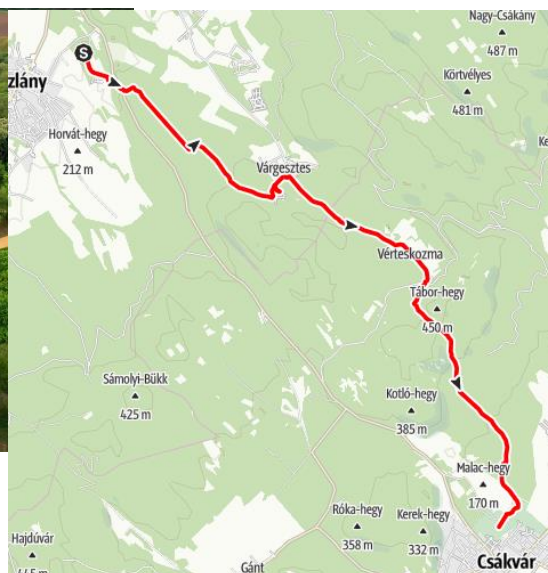 Nagy-Csákány
487 m
S
zlány
Körtvélyes
481 m
Horvát-hegy
212 m
Várgesztes
Vérteskozma
Tábor-hegy
450 m
Sámolyi-Bükk
425 m
Kotló-hegy
385 m
Malac-hegy
170 m
Róka-hegy
358 m
Kerek-hegy
332 m
Hajdúvár
Csákvár
Gánt